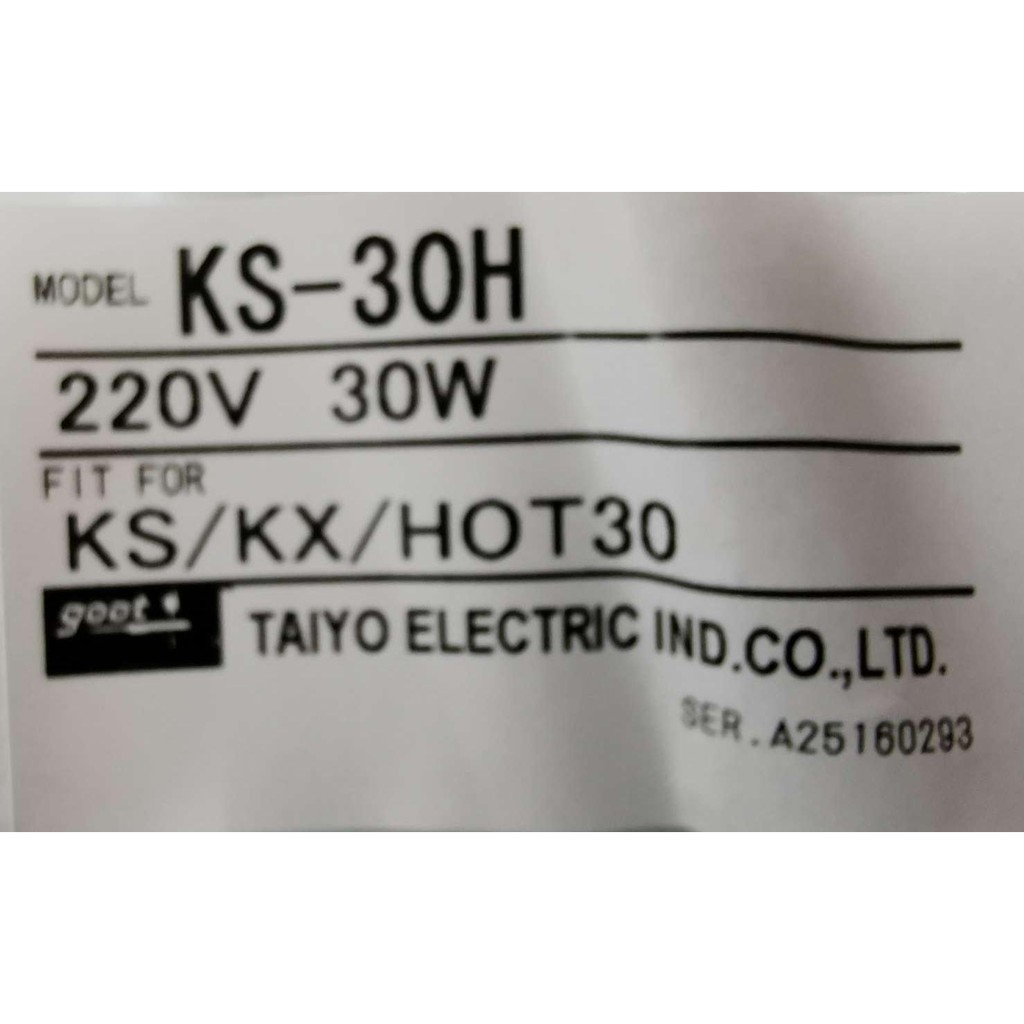 MODEL KS-30H
220V 30W
FIT FOR
KS/KX/HOT30
goot TAIYO ELECTRIC IND.CO.,LTD.
SER.A25160293